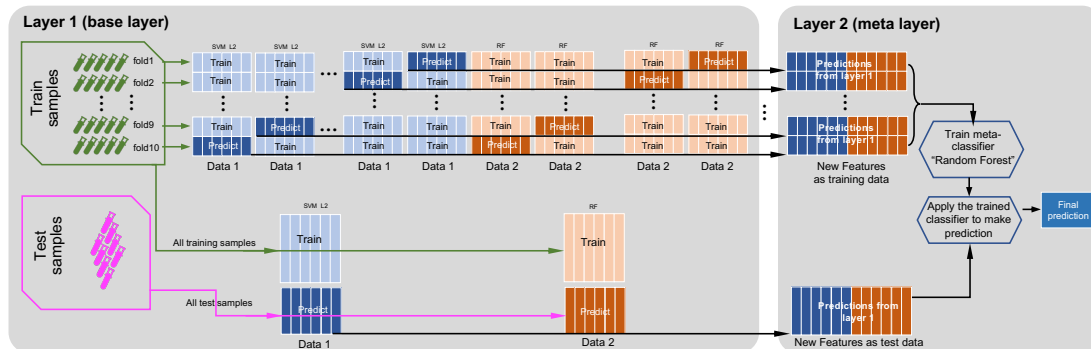 Layer 1 (base layer)
Layer 2 (meta layer)
SVM L2 SVM L2 SVM L2 SVM L2 RF RF RF RF
Train samples
fold1 Train Train ... Train Predict Train Train Train Predict
fold2 Train Train Predict Train Train Train Predict Train
fold9 Train Predict ... Train Train Train Predict Train Train
fold10 Predict Train Train Train Predict Train Train Train
Data 1 Data 1 Data 1 Data 1 Data 2 Data 2 Data 2 Data 2
Predictions
from layer 1
Predictions
from layer 1
New Features
as training data
Train meta-
classifier
“Random Forest”
Apply the trained
classifier to make
prediction
Final
prediction
Test samples
SVM L2
RF
All training samples
Train
Train
All test samples
Predict
Predict
Data 1
Data 2
Predictions from
layer 1
New Features as test data